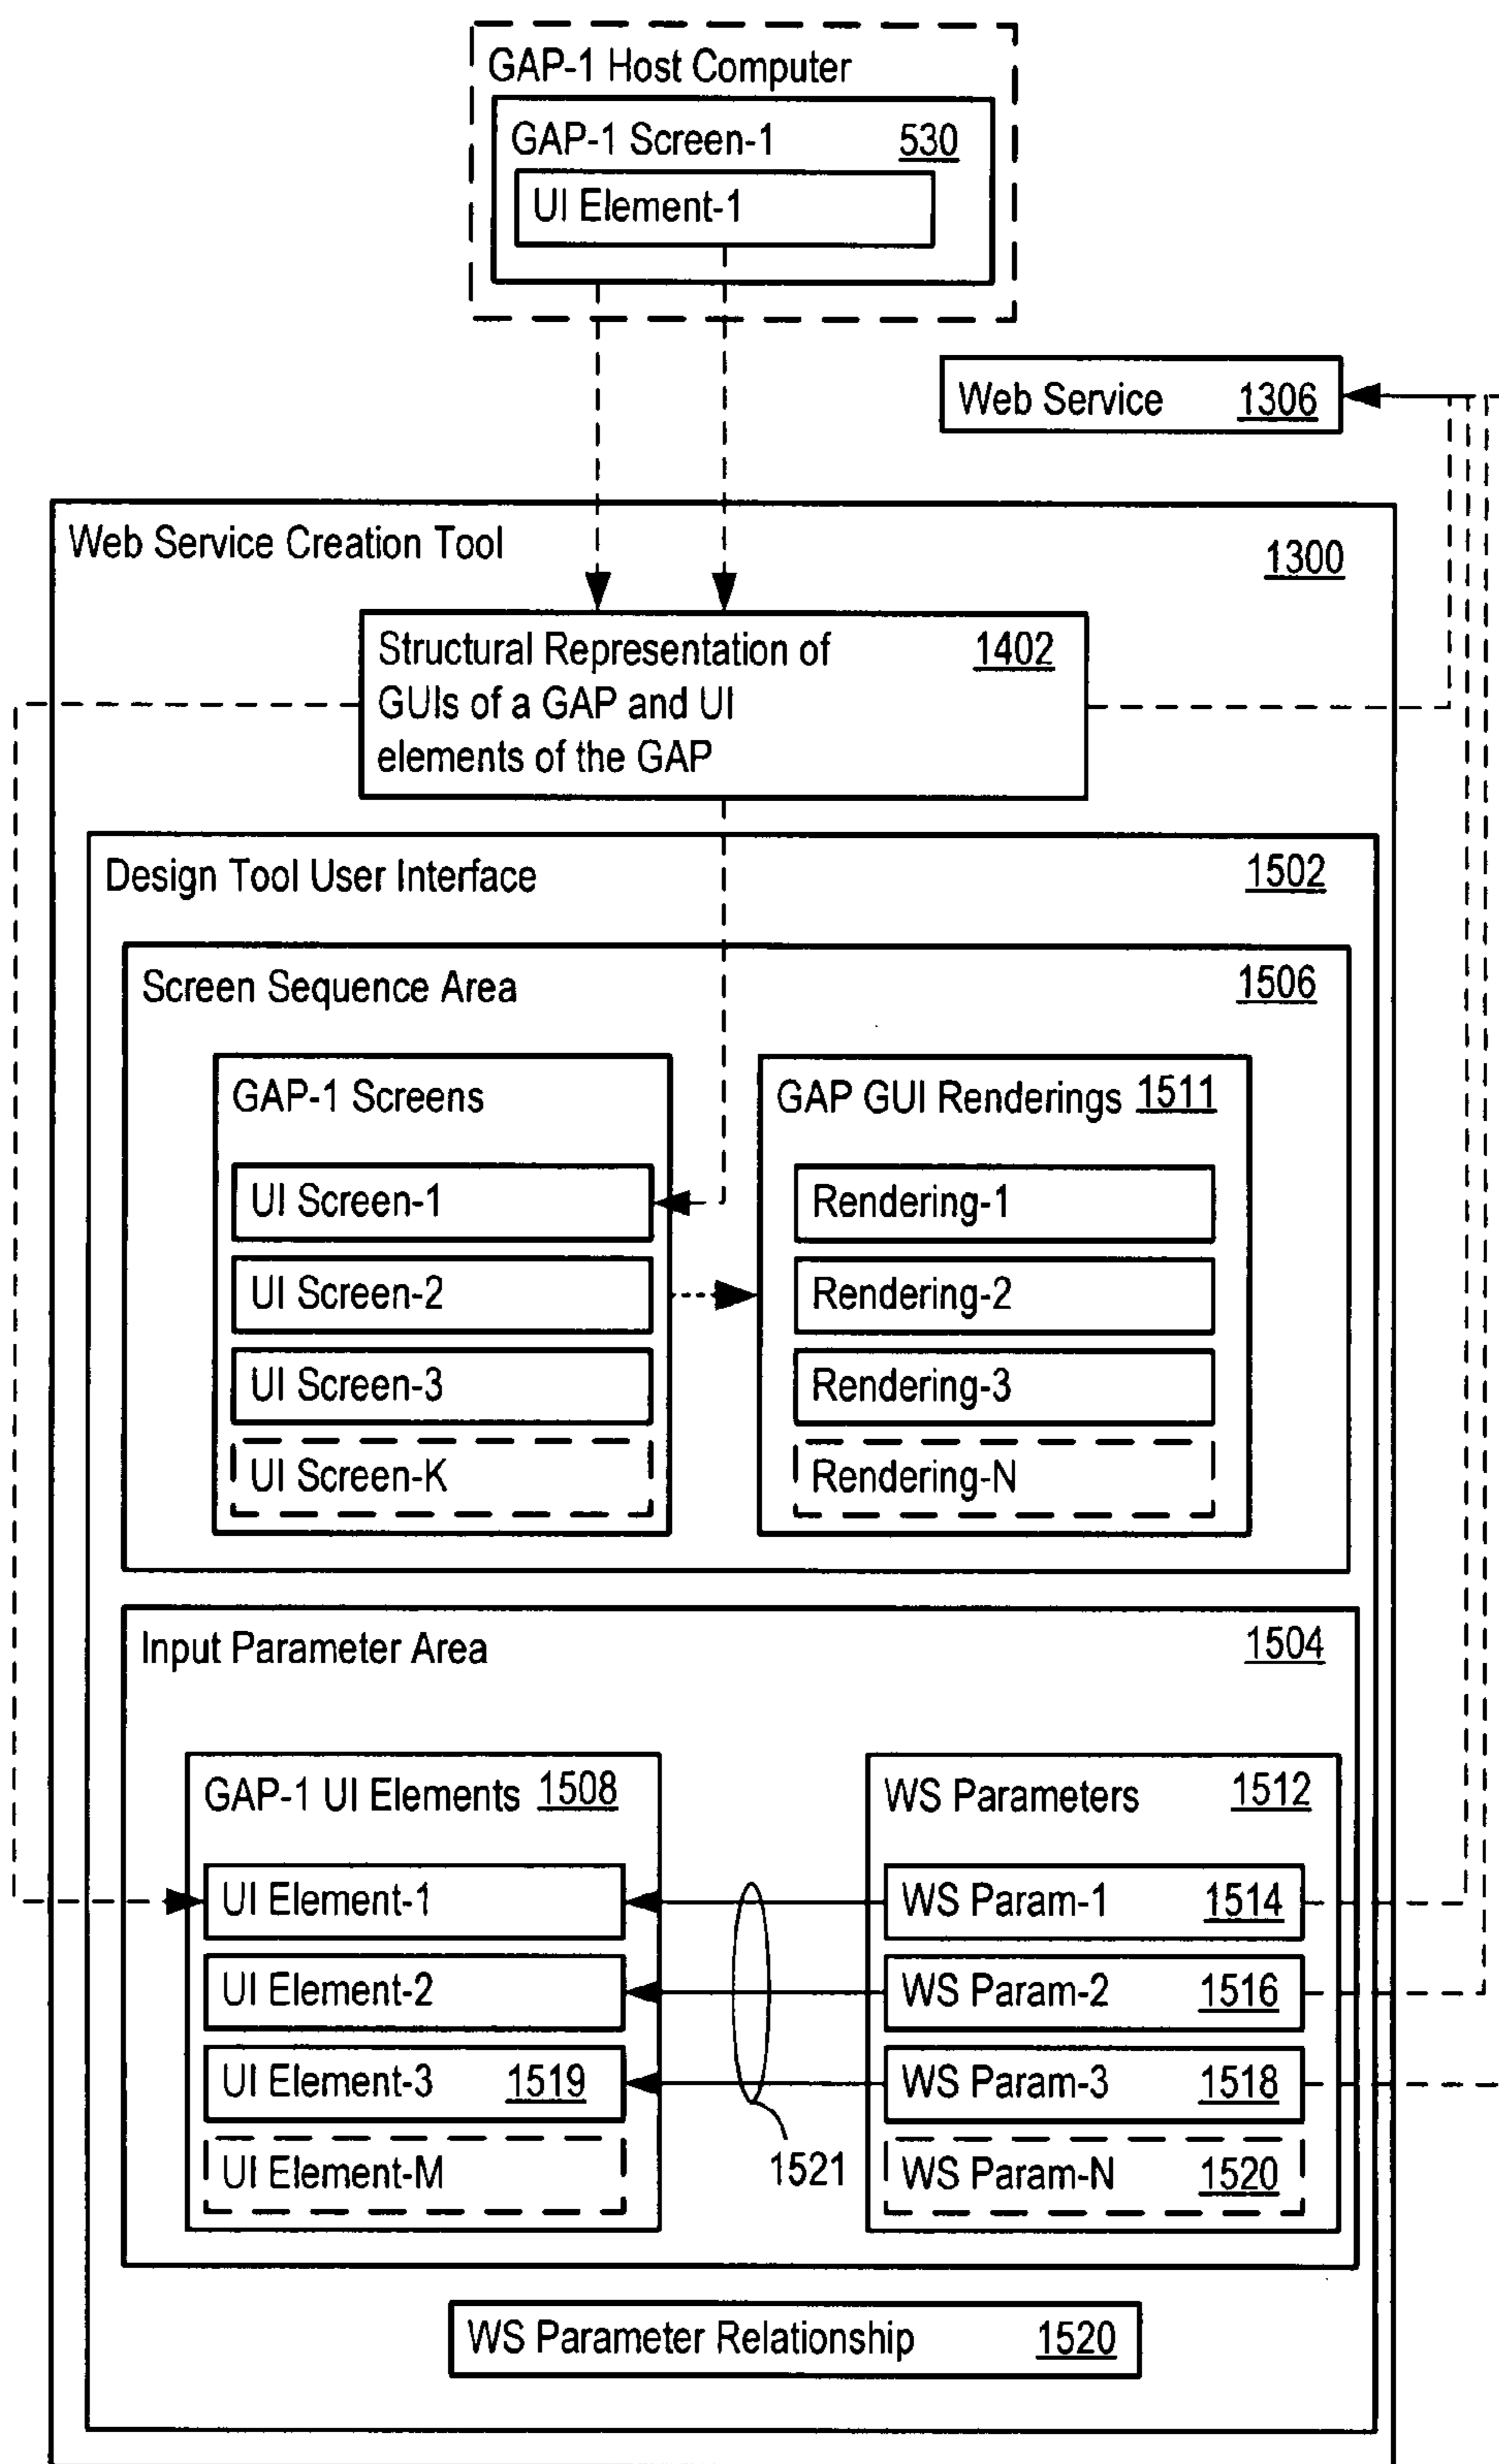 GAP-1 Host Computer
GAP-1 Screen-1 530
UI Element-1
Web Service 1306
Web Service Creation Tool 1300
Structural Representation of 1402
GUIs of a GAP and UI
elements of the GAP
Design Tool User Interface 1502
Screen Sequence Area 1506
GAP-1 Screens
UI Screen-1
UI Screen-2
UI Screen-3
UI Screen-K
GAP GUI Renderings 1511
Rendering-1
Rendering-2
Rendering-3
Rendering-N
Input Parameter Area 1504
GAP-1 UI Elements 1508
UI Element-1
UI Element-2
UI Element-3 1519
UI Element-M
1521
WS Parameters 1512
WS Param-1 1514
WS Param-2 1516
WS Param-3 1518
WS Param-N 1520
WS Parameter Relationship 1520